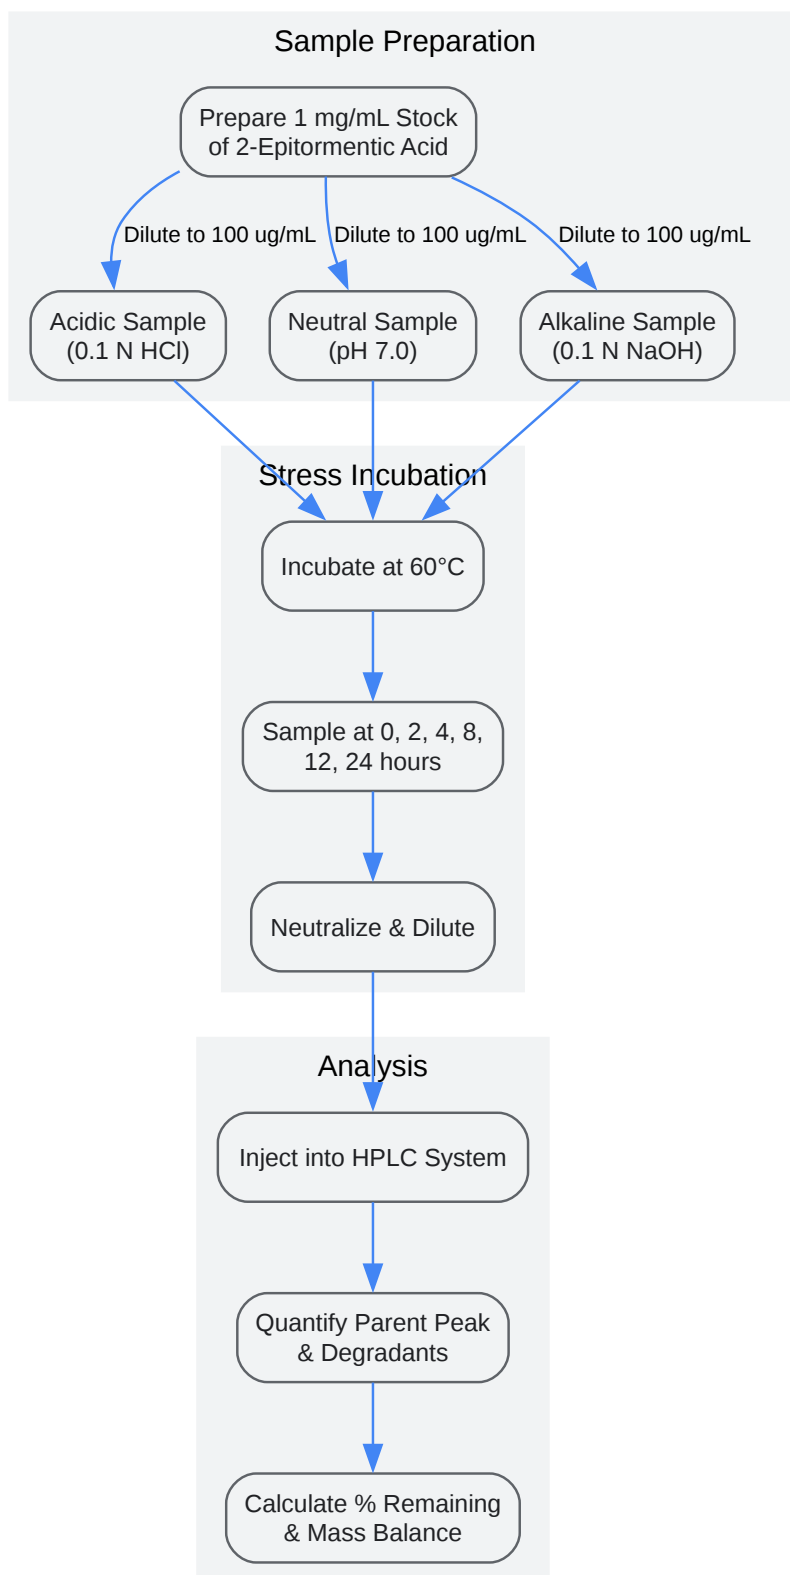 Sample Preparation
Prepare 1 mg/mL Stock
of 2-Epitormentic Acid
Dilute to 100 ug/mL
Dilute to 100 ug/mL
Dilute to 100 ug/mL
Acidic Sample
(0.1 N HCl)
Neutral Sample
(pH 7.0)
Alkaline Sample
(0.1 N NaOH)
Stress Incubation
Incubate at 60°C
Sample at 0, 2, 4, 8,
12, 24 hours
Neutralize & Dilute
Analysis
Inject into HPLC System
Quantify Parent Peak
& Degradants
Calculate % Remaining
& Mass Balance